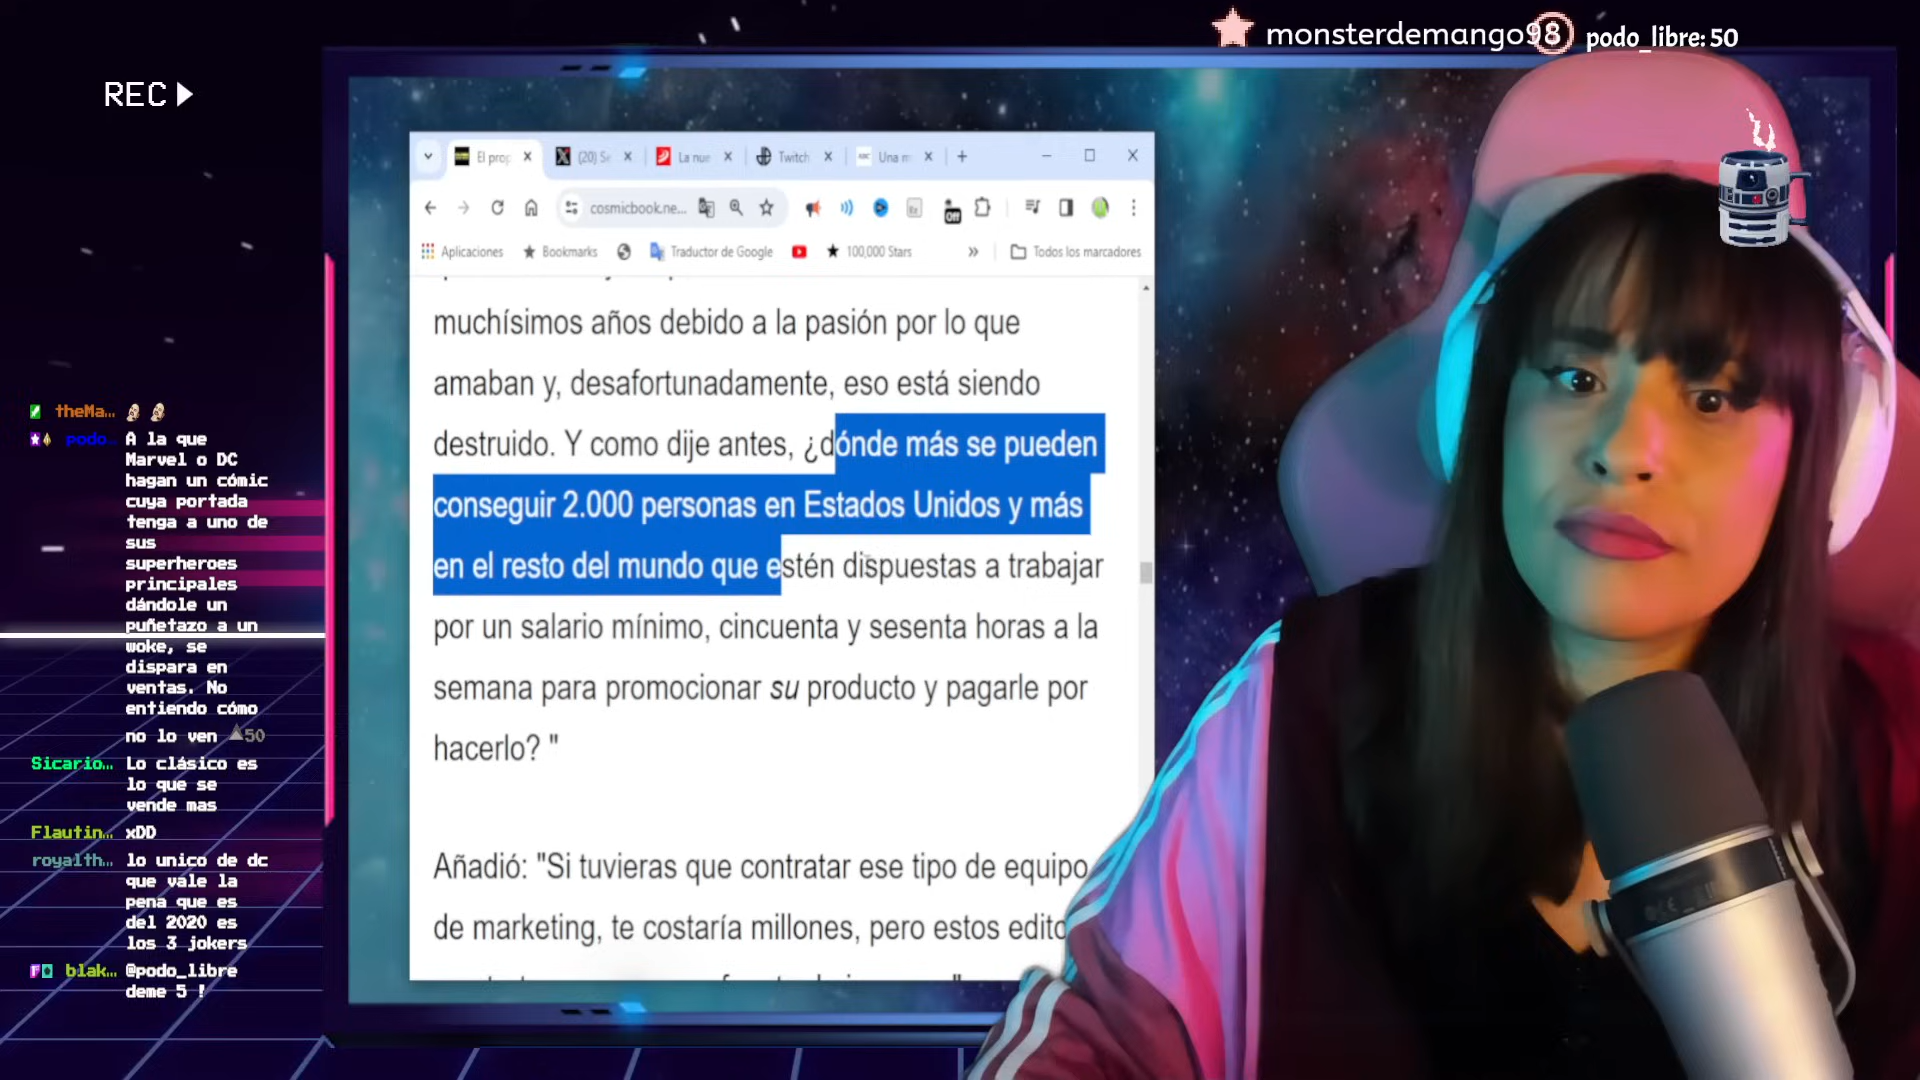 monsterdemango98
podo_libre: 50
REC
El prop
(20) Se
La nue
Twitch
Una m
cosmicbook.ne...
Off
Aplicaciones
Bookmarks
Traductor de Google
100,000 Stars
»
Todos los marcadores
muchísimos años debido a la pasión por lo que
amaban y, desafortunadamente, eso está siendo
destruido. Y como dije antes, ¿dónde más se pueden
conseguir 2.000 personas en Estados Unidos y más
en el resto del mundo que estén dispuestas a trabajar
por un salario mínimo, cincuenta y sesenta horas a la
semana para promocionar su producto y pagarle por
hacerlo? "
Añadió: "Si tuvieras que contratar ese tipo de equipo
de marketing, te costaría millones, pero estos edito
theMa...
podo...
A la que
Marvel o DC
hagan un cómic
cuya portada
tenga a uno de
sus
superheroes
principales
dándole un
puñetazo a un
woke, se
dispara en
ventas. No
entiendo cómo
no lo ven 50
Sicario... Lo clásico es
lo que se
vende mas
Flautin... xDD
royalth... lo unico de dc
que vale la
pena que es
del 2020 es
los 3 jokers
blak... @podo_libre
deme 5 !